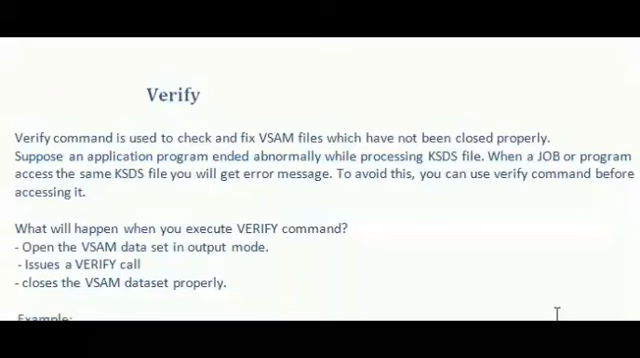 Verify
Verify command is used to check and fix VSAM files which have not been closed properly.
Suppose an application program ended abnormally while processing KSDS file. When a JOB or program
access the same KSDS file you will get error message. To avoid this, you can use verify command before
accessing it.
What will happen when you execute VERIFY command?
- Open the VSAM data set in output mode.
- Issues a VERIFY call
- closes the VSAM dataset properly.
Example: